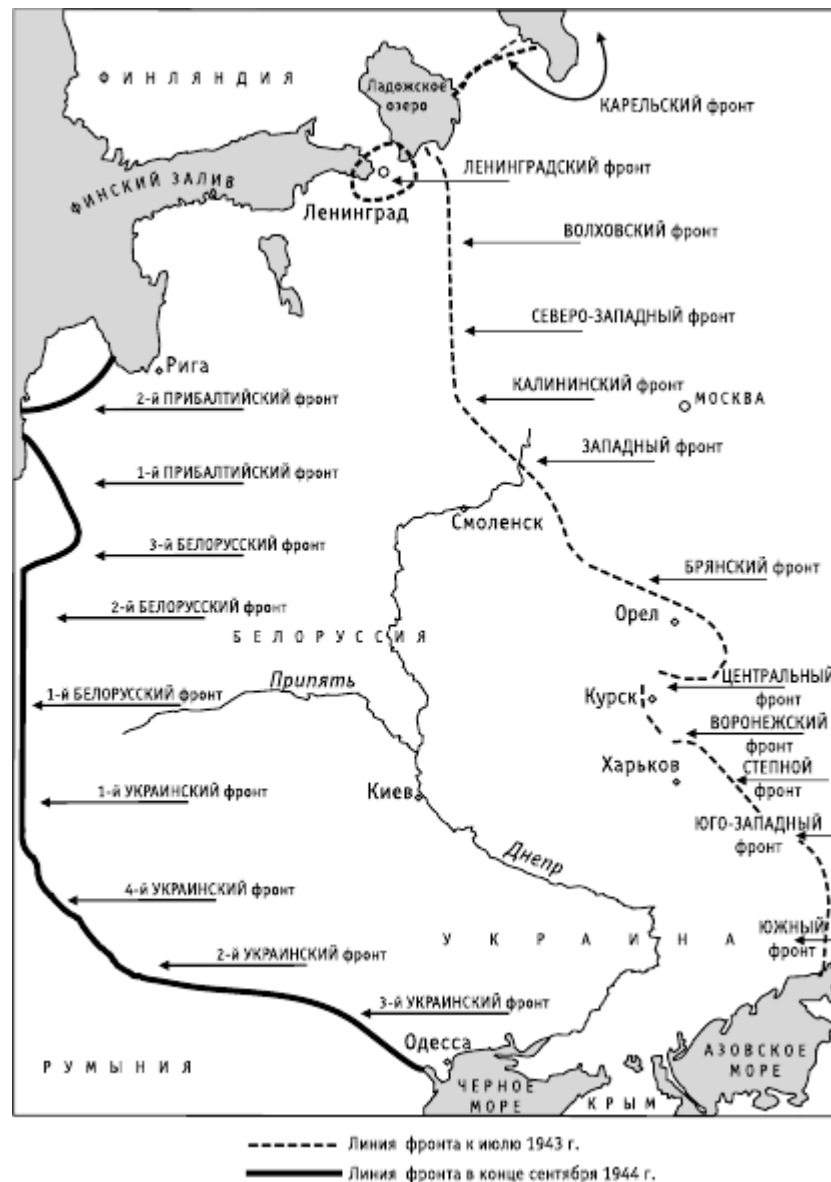 ФИНЛЯНДИЯ
Ладожское
озеро
КАРЕЛЬСКИЙ фронт
ФИНСКИЙ ЗАЛИВ
ЛЕНИНГРАДСКИЙ фронт
Ленинград
ВОЛХОВСКИЙ фронт
СЕВЕРО-ЗАПАДНЫЙ фронт
Рига
КАЛИНИНСКИЙ фронт
2-й ПРИБАЛТИЙСКИЙ фронт
МОСКВА
ЗАПАДНЫЙ фронт
1-й ПРИБАЛТИЙСКИЙ фронт
Смоленск
3-й БЕЛОРУССКИЙ фронт
БРЯНСКИЙ фронт
2-й БЕЛОРУССКИЙ фронт
Орел
БЕЛОРУССИЯ
Припять
ЦЕНТРАЛЬНЫЙ
фронт
1-й БЕЛОРУССКИЙ фронт
Курск
ВОРОНЕЖСКИЙ
фронт
Харьков
СТЕПНОЙ
фронт
Киев
1-й УКРАИНСКИЙ фронт
ЮГО-ЗАПАДНЫЙ
фронт
Днепр
4-й УКРАИНСКИЙ фронт
УКРАИНА
ЮЖНЫЙ
фронт
2-й УКРАИНСКИЙ фронт
3-й УКРАИНСКИЙ фронт
Одесса
АЗОВСКОЕ
МОРЕ
РУМЫНИЯ
ЧЕРНОЕ
МОРЕ
КРЫМ
Линия фронта к июлю 1943 г.
Линия фронта в конце сентября 1944 г.